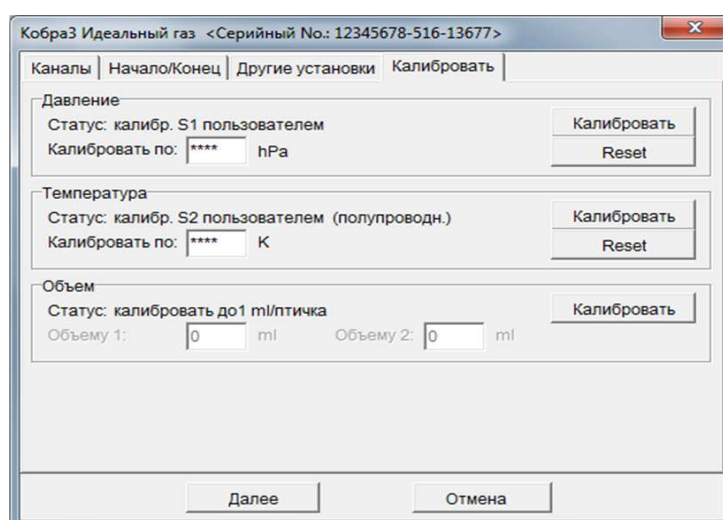 Кобра3 Идеальный газ <Серийный No.: 12345678-516-13677>
Каналы Начало/Конец Другие установки Калибровать
Давление
Статус: калибр. S1 пользователем Калибровать
Калибровать по: **** hPa Reset
Температура
Статус: калибр. S2 пользователем (полупроводн.) Калибровать
Калибровать по: **** K Reset
Объем
Статус: калибровать до1 ml/птичка Калибровать
Объему 1: 0 ml Объему 2: 0 ml
Далее Отмена